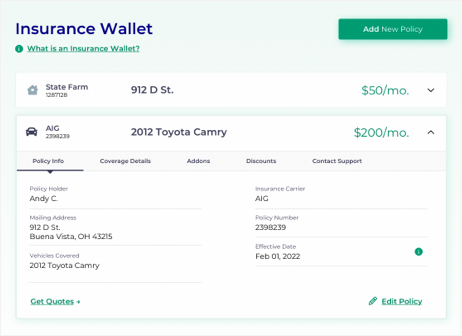 Insurance Wallet
Add New Policy
What is an Insurance Wallet?
State Farm
1287128
912 D St.
$50/mo.
AIG
2398239
2012 Toyota Camry
$200/mo.
Policy Info
Coverage Details
Addons
Discounts
Contact Support
Policy Holder
Andy C.
Insurance Carrier
AIG
Mailing Address
912 D St.
Buena Vista, OH 43215
Policy Number
2398239
Vehicles Covered
2012 Toyota Camry
Effective Date
Feb 01, 2022
Get Quotes
Edit Policy